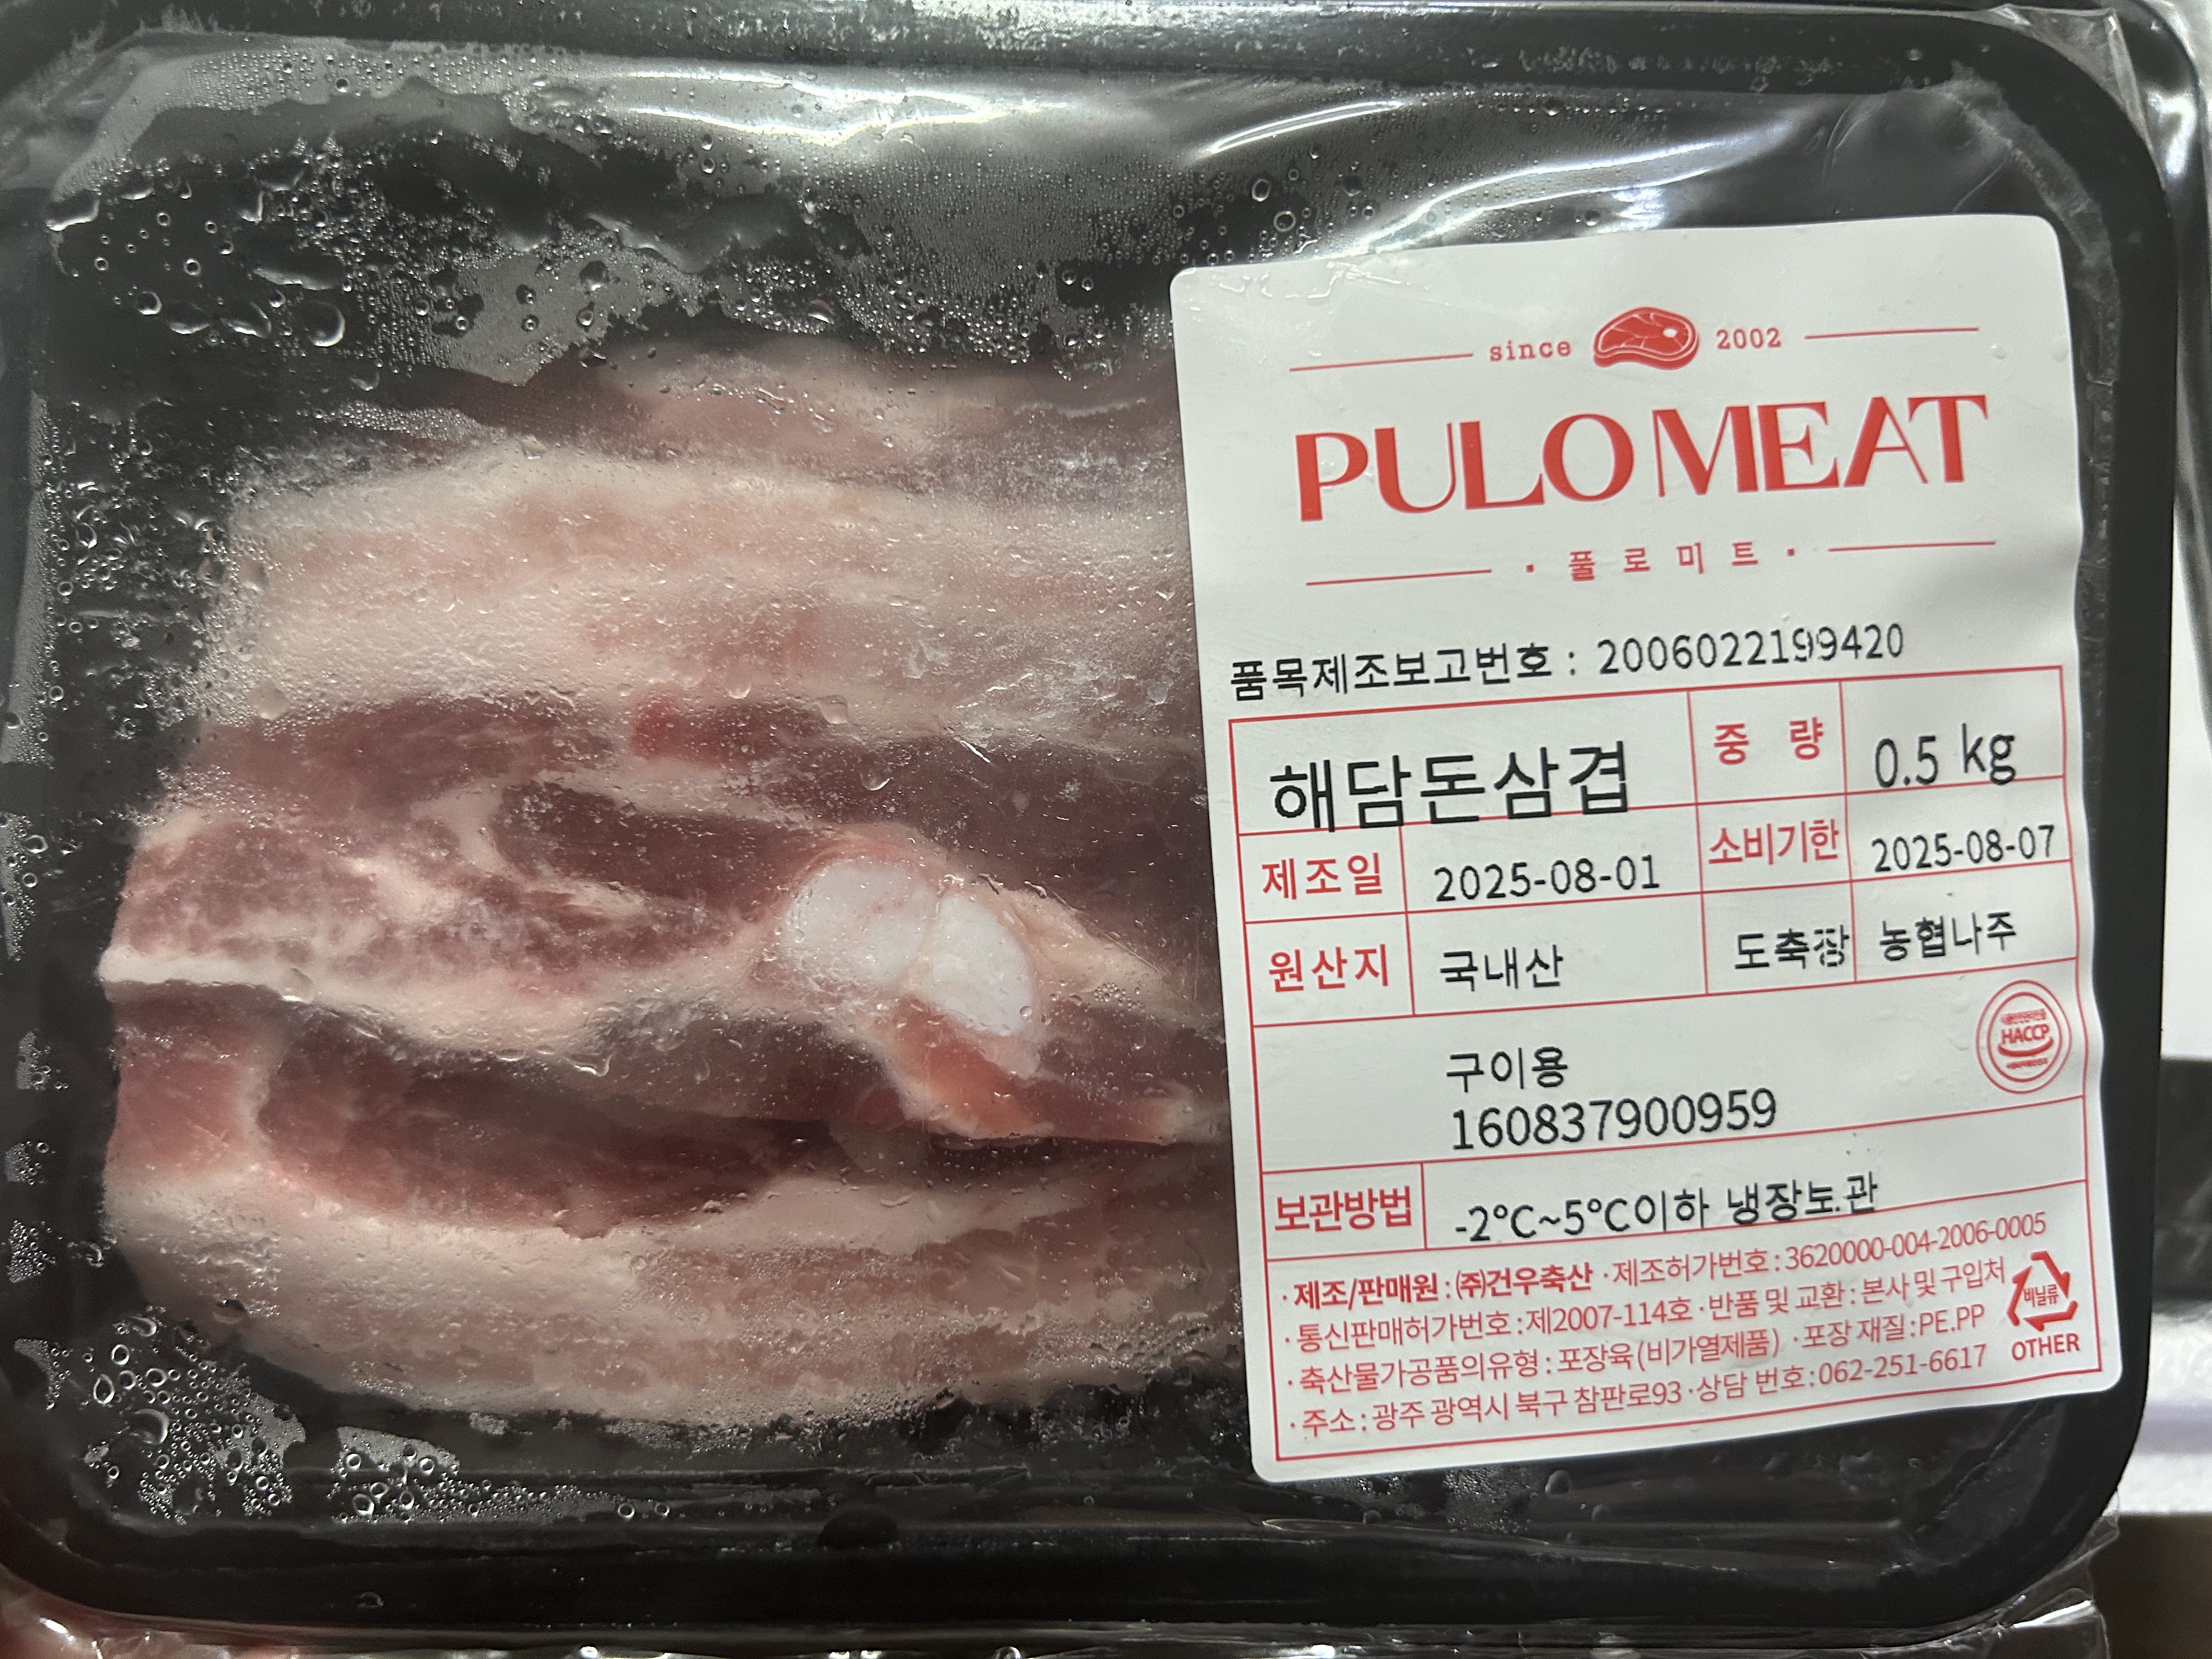 since 2002
PULO MEAT
· 풀로미트 ·
품목제조보고번호 : 2006022199420
해담돈삼겹 중 량 0.5 kg
제조일 2025-08-01 소비기한 2025-08-07
원산지 국내산 도축장 농협나주
HACCP
구이용
160837900959
보관방법 -2°C~5°C이하 냉장보관
· 제조/판매원 : ㈜건우축산 · 제조허가번호 : 3620000-004-2006-0005
· 통신판매허가번호 : 제2007-114호 · 반품 및 교환 : 본사 및 구입처
· 축산물가공품의유형 : 포장육(비가열제품) · 포장 재질 : PE.PP
· 주소 : 광주 광역시 북구 참판로93 · 상담 번호 : 062-251-6617
비닐류
OTHER